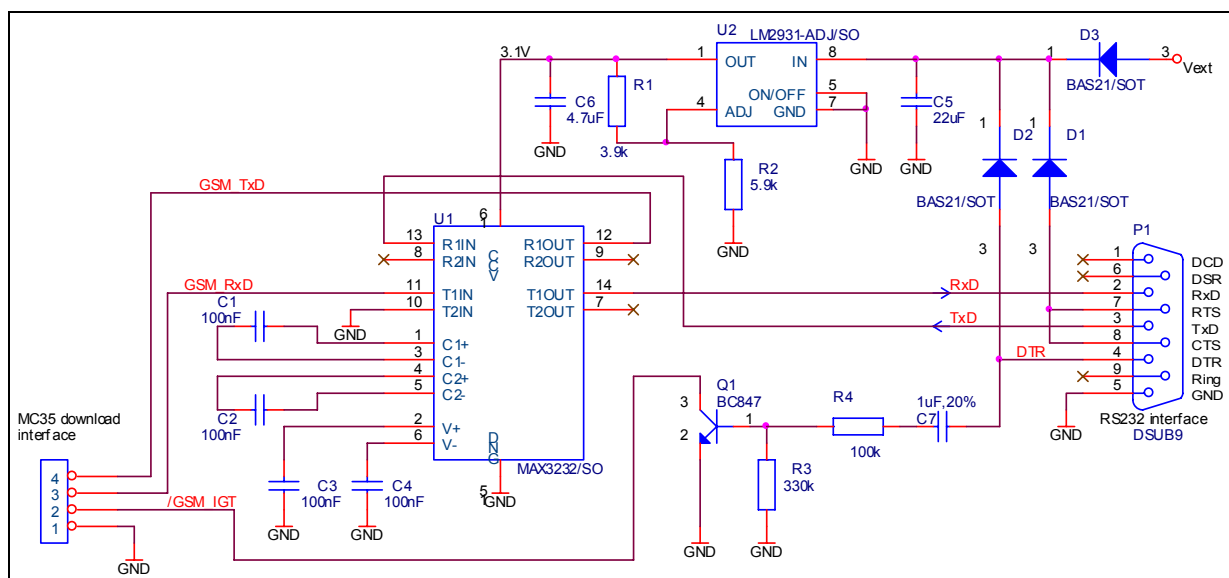 U2
LM2931-ADJ/SO
1
OUT
IN
8
ON/OFF
5
4
ADJ
GND
7
3.1V
C6
4.7uF
GND
R1
3.9k
R2
5.9k
GND
GND
C5
22uF
GND
1
D3
3
Vext
BAS21/SOT
1
D2
1
D1
BAS21/SOT
BAS21/SOT
3
3
GSM_TxD
U1
6
1
13
R1IN
R1OUT
12
8
R2IN
R2OUT
9
VCC
GSM_RxD
11
T1IN
T1OUT
14
10
T2IN
T2OUT
7
GND
C1
100nF
1
C1+
3
C1-
4
C2+
5
C2-
C2
100nF
2
V+
6
V-
GND
MAX3232/SO
5
1
GND
C3
100nF
GND
C4
100nF
GND
RxD
TxD
DTR
P1
1
DCD
6
DSR
2
RxD
7
RTS
3
TxD
8
CTS
4
DTR
9
Ring
5
GND
GND
RS232 interface
DSUB9
Q1
BC847
3
2
1
GND
R4
100k
1uF,20%
C7
R3
330k
GND
MC35 download
interface
4
3
2
1
/GSM_IGT
GND